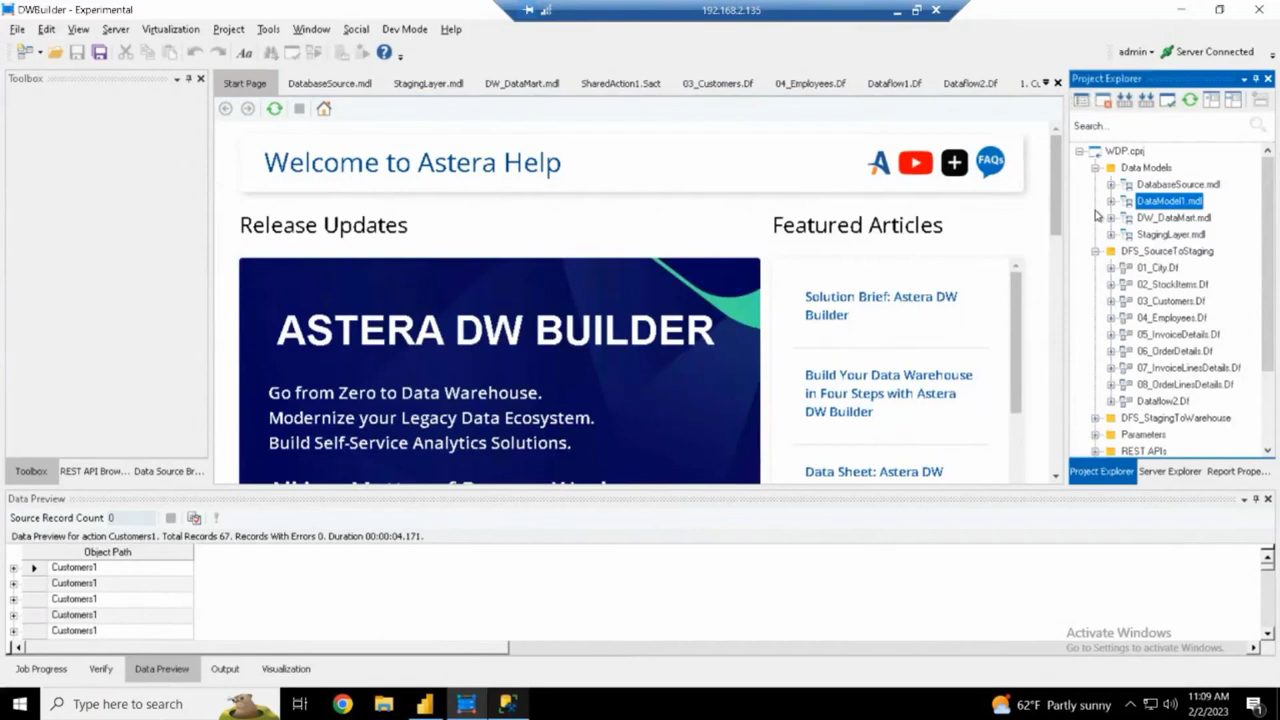 DWBuilder - Experimental
192.168.2.135
File Edit View Server Virtualization Project Tools Window Social Dev Mode Help
Aa
admin Server Connected
Toolbox
Start Page DatabaseSource.mdl StagingLayer.mdl DW_DataMart.mdl SharedAction1.Sact 03_Customers.Df 04_Employees.Df Dataflow1.Df Dataflow2.Df
Project Explorer
Search...
Welcome to Astera Help
FAQs
Release Updates
Featured Articles
ASTERA DW BUILDER
Go from Zero to Data Warehouse.
Modernize your Legacy Data Ecosystem.
Build Self-Service Analytics Solutions.
Solution Brief: Astera DW
Builder
Build Your Data Warehouse
in Four Steps with Astera
DW Builder
Data Sheet: Astera DW
WDP.cprj
Data Models
DatabaseSource.mdl
DataModel1.mdl
DW_DataMart.mdl
StagingLayer.mdl
DFS_SourceToStaging
01_City.Df
02_StockItems.Df
03_Customers.Df
04_Employees.Df
05_InvoiceDetails.Df
06_OrderDetails.Df
07_InvoiceLinesDetails.Df
08_OrderLinesDetails.Df
Dataflow2.Df
DFS_StagingToWarehouse
Parameters
REST APIs
Toolbox REST API Brow... Data Source Br...
Project Explorer Server Explorer Report Prope...
Data Preview
Source Record Count 0
Data Preview for action Customers1. Total Records 67. Records With Errors 0. Duration 00:00:04.171.
Object Path
Customers1
Customers1
Customers1
Customers1
Customers1
Activate Windows
Go to Settings to activate Windows.
Job Progress Verify Data Preview Output Visualization
Type here to search
62°F Partly sunny
11:09 AM
2/2/2023